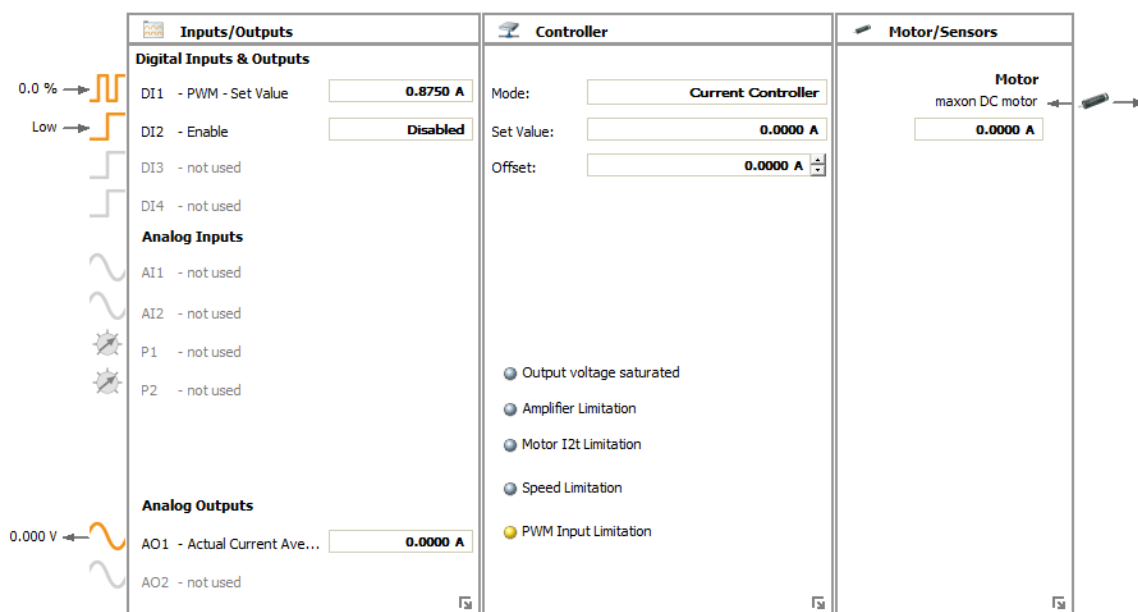 Inputs/Outputs
Digital Inputs & Outputs
0.0 %
DI1 - PWM - Set Value 0.8750 A
Low
DI2 - Enable Disabled
DI3 - not used
DI4 - not used
Analog Inputs
AI1 - not used
AI2 - not used
P1 - not used
P2 - not used
Analog Outputs
0.000 V
AO1 - Actual Current Ave... 0.0000 A
AO2 - not used
Controller
Mode: Current Controller
Set Value: 0.0000 A
Offset: 0.0000 A
Output voltage saturated
Amplifier Limitation
Motor I2t Limitation
Speed Limitation
PWM Input Limitation
Motor/Sensors
Motor
maxon DC motor
0.0000 A